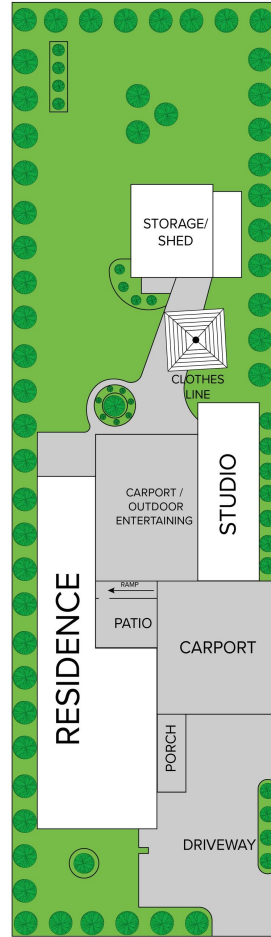 STORAGE/
SHED
CLOTHES
LINE
CARPORT /
OUTDOOR
ENTERTAINING
STUDIO
RAMP
RESIDENCE
PATIO
CARPORT
PORCH
DRIVEWAY